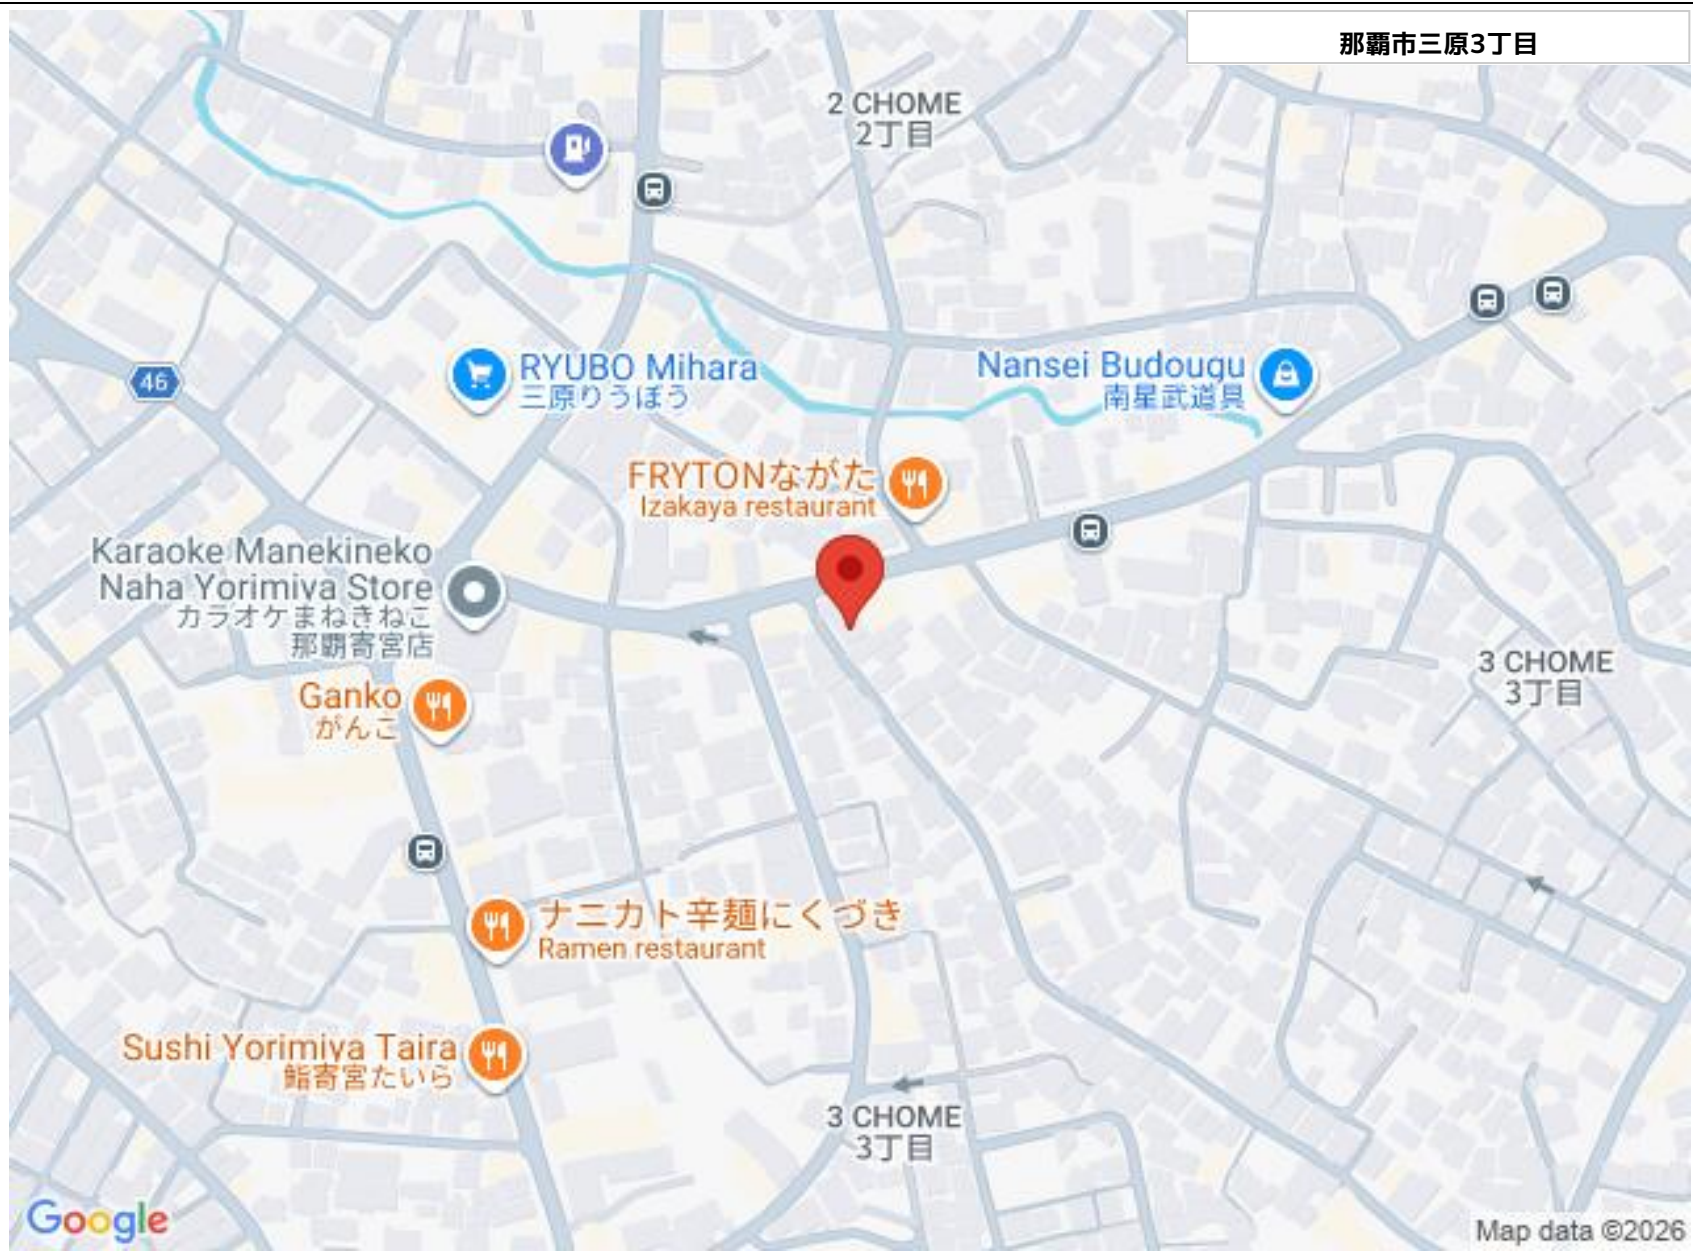 那覇市三原3丁目
2 CHOME
2丁目
RYUBO Mihara
三原りうぼう
46
Nansei Budougu
南星武道具
FRYTONながた
Izakaya restaurant
Karaoke Manekineko
Naha Yorimiya Store
カラオケまねきねこ
那覇寄宮店
3 CHOME
3丁目
Ganko
がんこ
ナニカト辛麺にくづき
Ramen restaurant
Sushi Yorimiya Taira
鮨寄宮たいら
3 CHOME
3丁目
Google
Map data ©2026